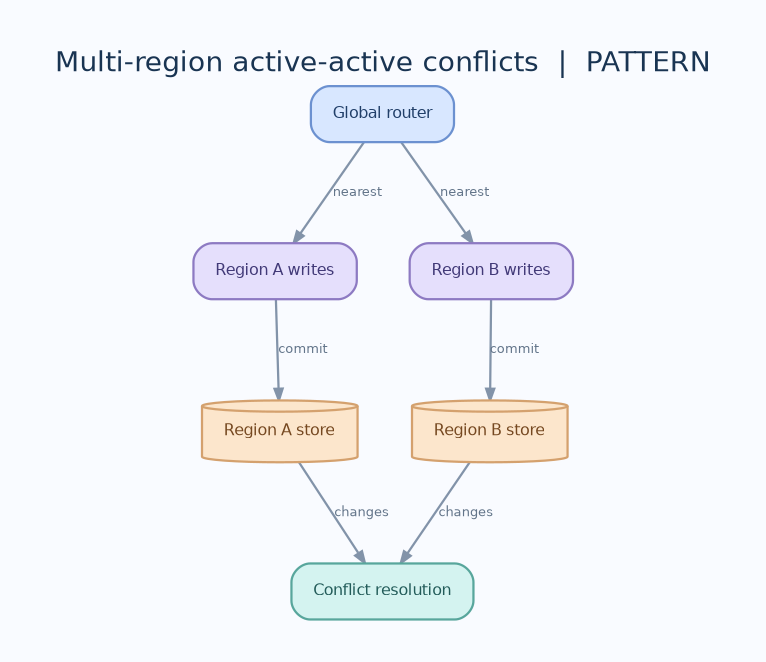 Multi-region active-active conflicts | PATTERN
Global router
nearest
nearest
Region A writes
Region B writes
commit
commit
Region A store
Region B store
changes
changes
Conflict resolution